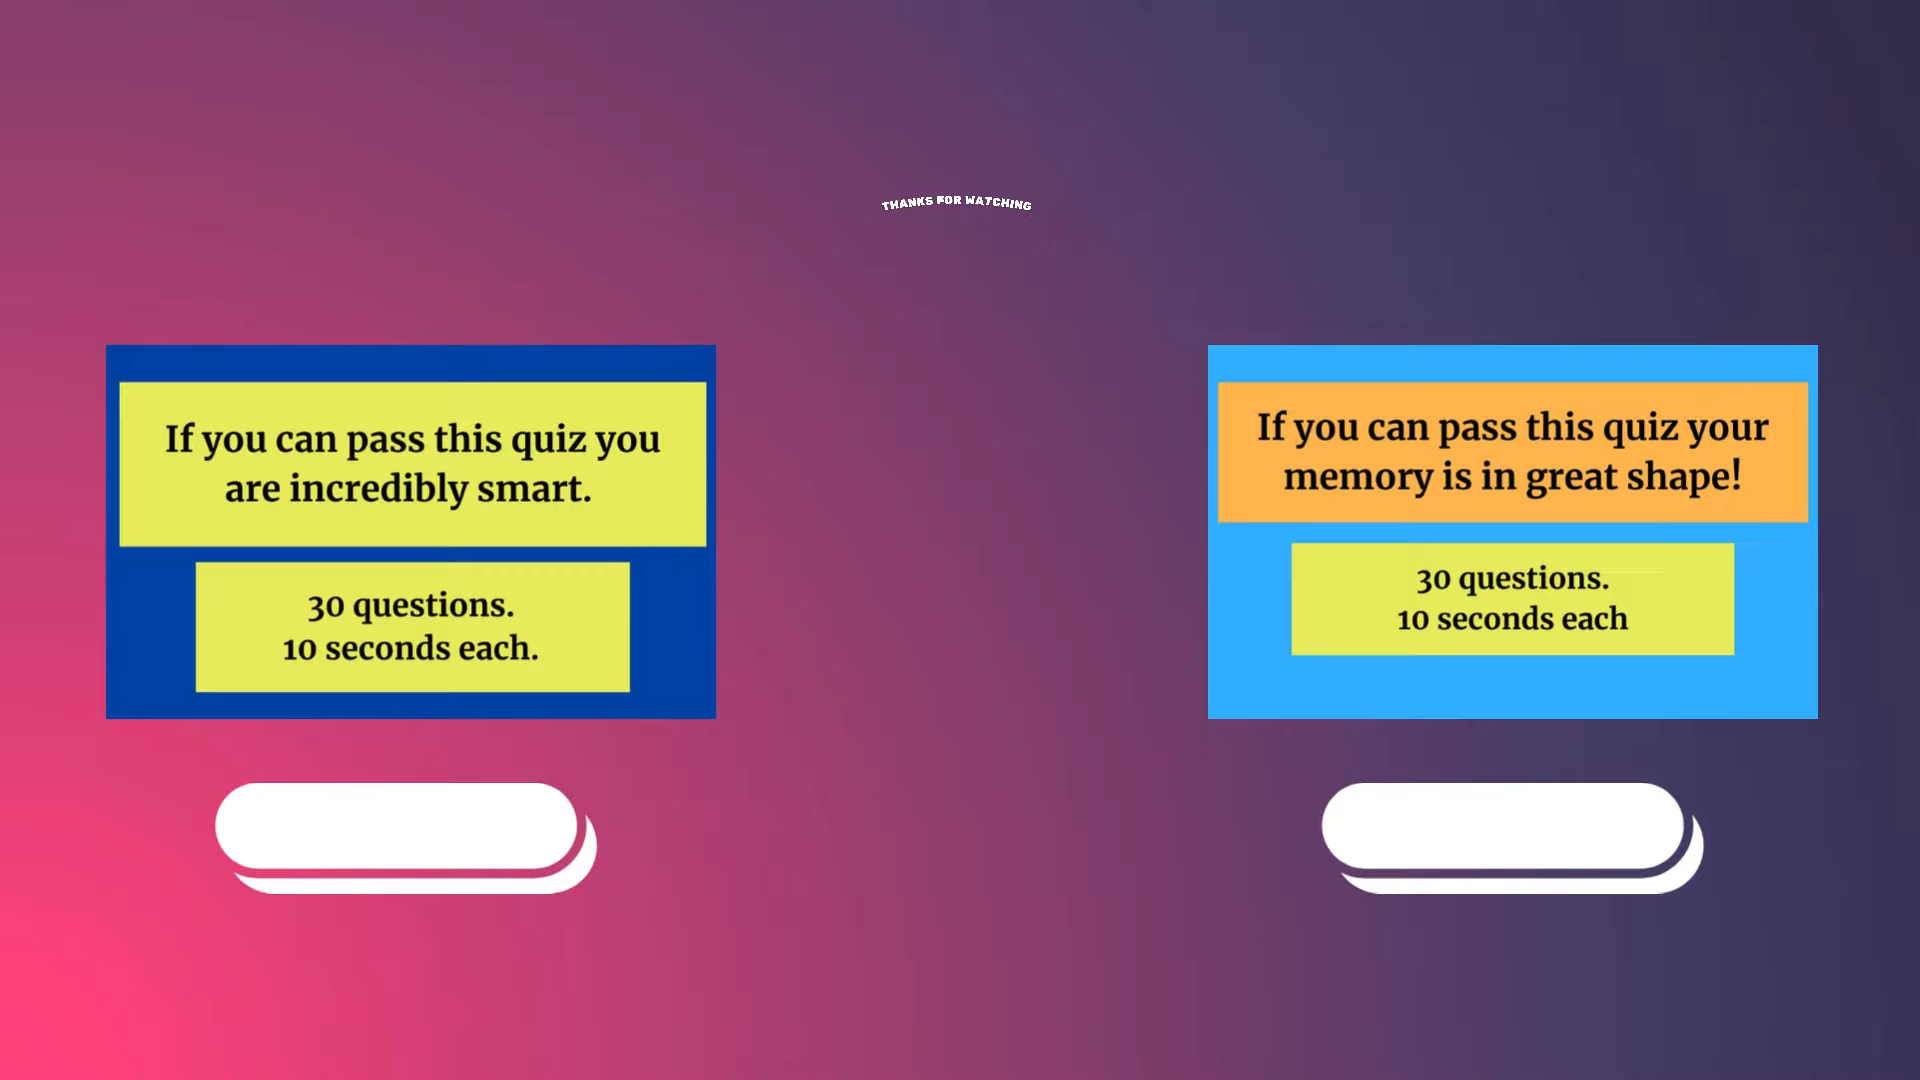 THANKS FOR WATCHING
If you can pass this quiz you
are incredibly smart.
30 questions.
10 seconds each.
If you can pass this quiz your
memory is in great shape!
30 questions.
10 seconds each